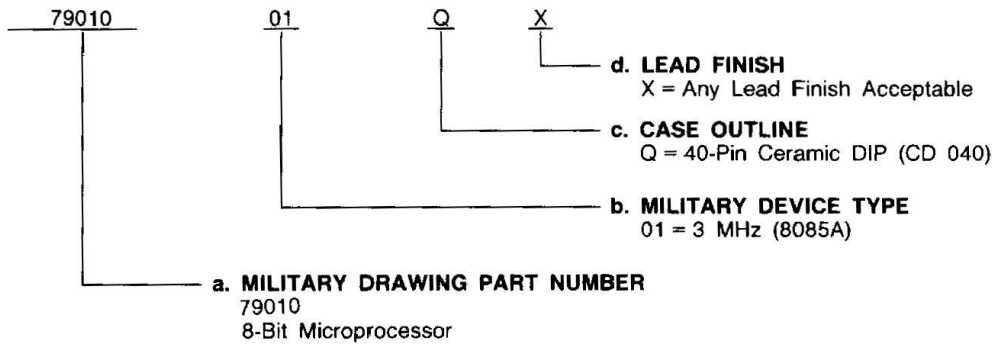 79010 01 Q X
d. LEAD FINISH
X = Any Lead Finish Acceptable
c. CASE OUTLINE
Q = 40-Pin Ceramic DIP (CD 040)
b. MILITARY DEVICE TYPE
01 = 3 MHz (8085A)
a. MILITARY DRAWING PART NUMBER
79010
8-Bit Microprocessor